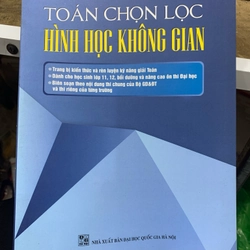 TOÁN CHỌN LỌC
HÌNH HỌC KHÔNG GIAN
• Trang bị kiến thức và rèn luyện kỹ năng giải Toán
• Dành cho học sinh lớp 11, 12, bồi dưỡng và nâng cao ôn thi Đại học
• Biên soạn theo nội dung thi chung của Bộ GD&ĐT
và thi riêng của từng trường
NHÀ XUẤT BẢN ĐẠI HỌC QUỐC GIA HÀ NỘI